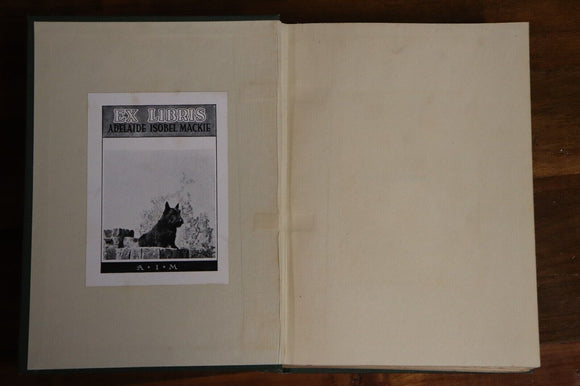 EX LIBRIS
ADELAIDE ISOBEL MACKIE
A · I · M